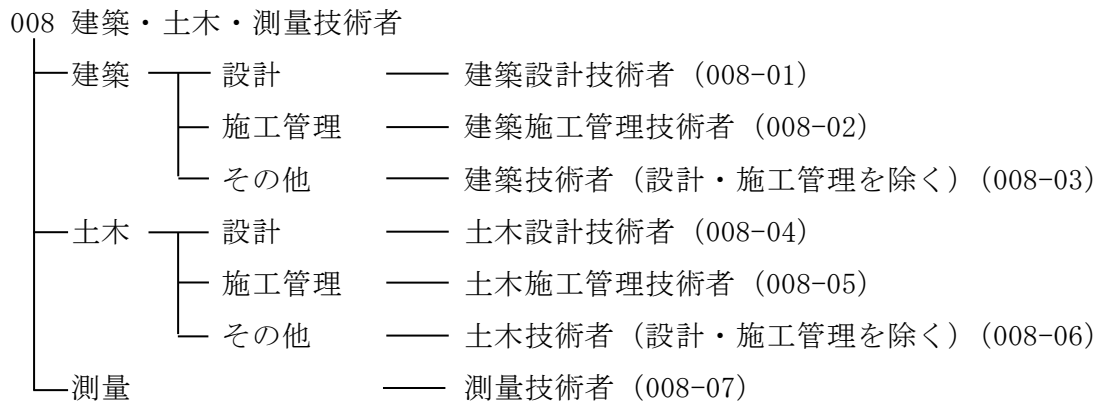 008 建築・土木・測量技術者
建築 設計 建築設計技術者（008-01）
施工管理 建築施工管理技術者（008-02）
その他 建築技術者（設計・施工管理を除く）（008-03）
土木 設計 土木設計技術者（008-04）
施工管理 土木施工管理技術者（008-05）
その他 土木技術者（設計・施工管理を除く）（008-06）
測量 測量技術者（008-07）